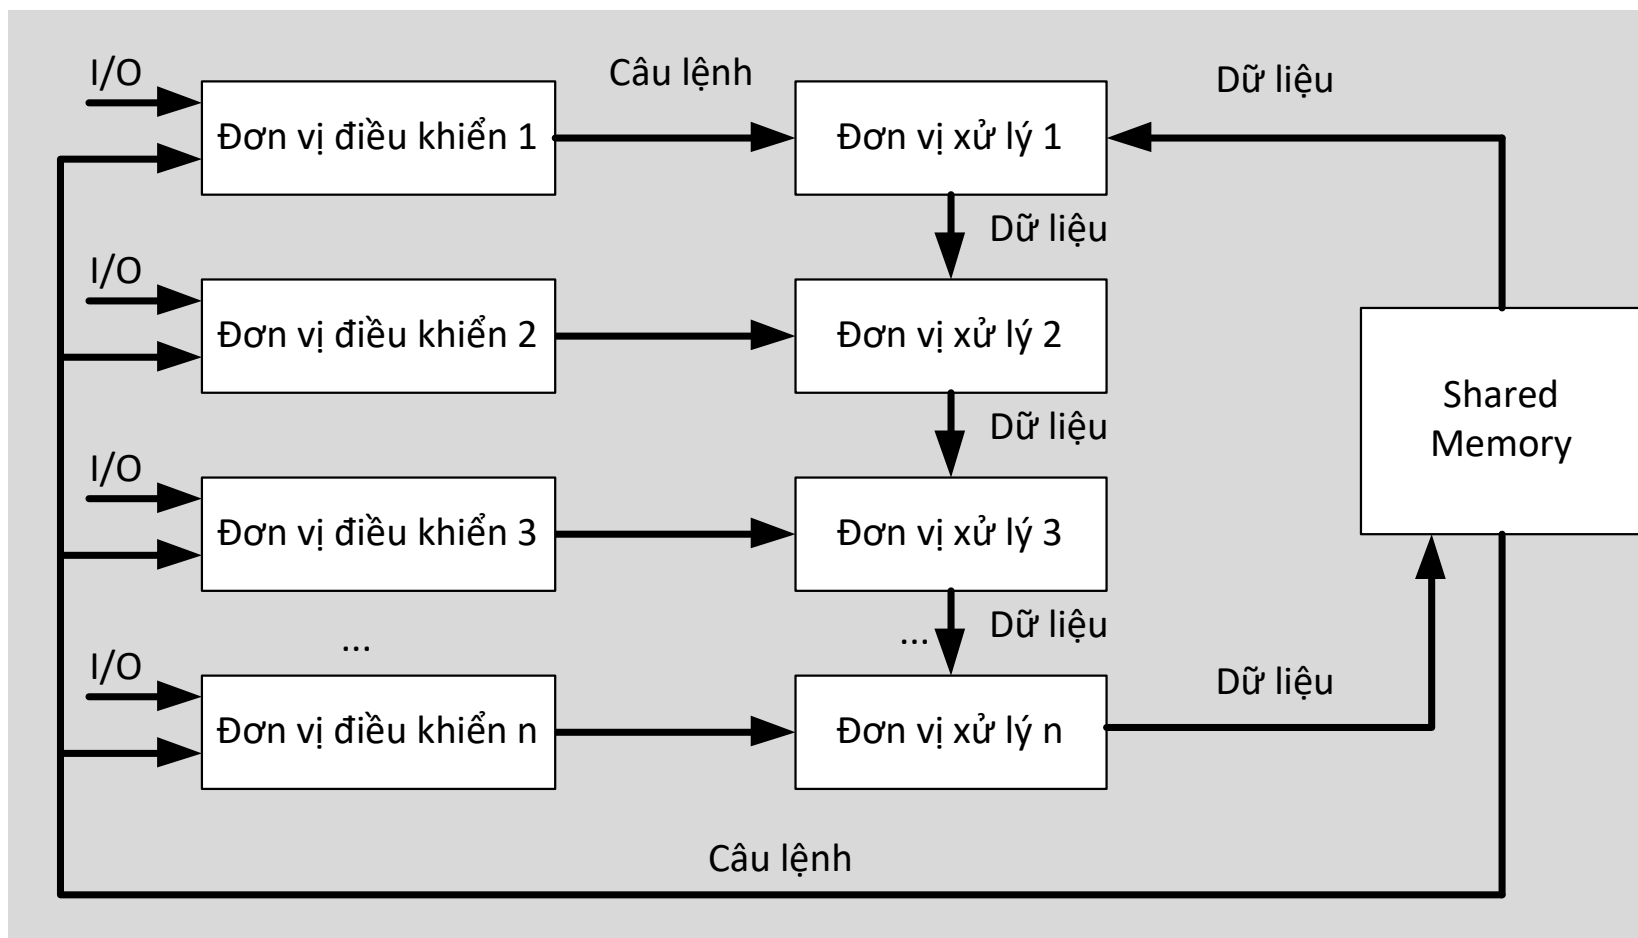 I/O
Câu lệnh
Dữ liệu
Đơn vị điều khiển 1
Đơn vị xử lý 1
Dữ liệu
I/O
Đơn vị điều khiển 2
Đơn vị xử lý 2
Shared
Memory
Dữ liệu
I/O
Đơn vị điều khiển 3
Đơn vị xử lý 3
Dữ liệu
...
...
I/O
Dữ liệu
Đơn vị điều khiển n
Đơn vị xử lý n
Câu lệnh